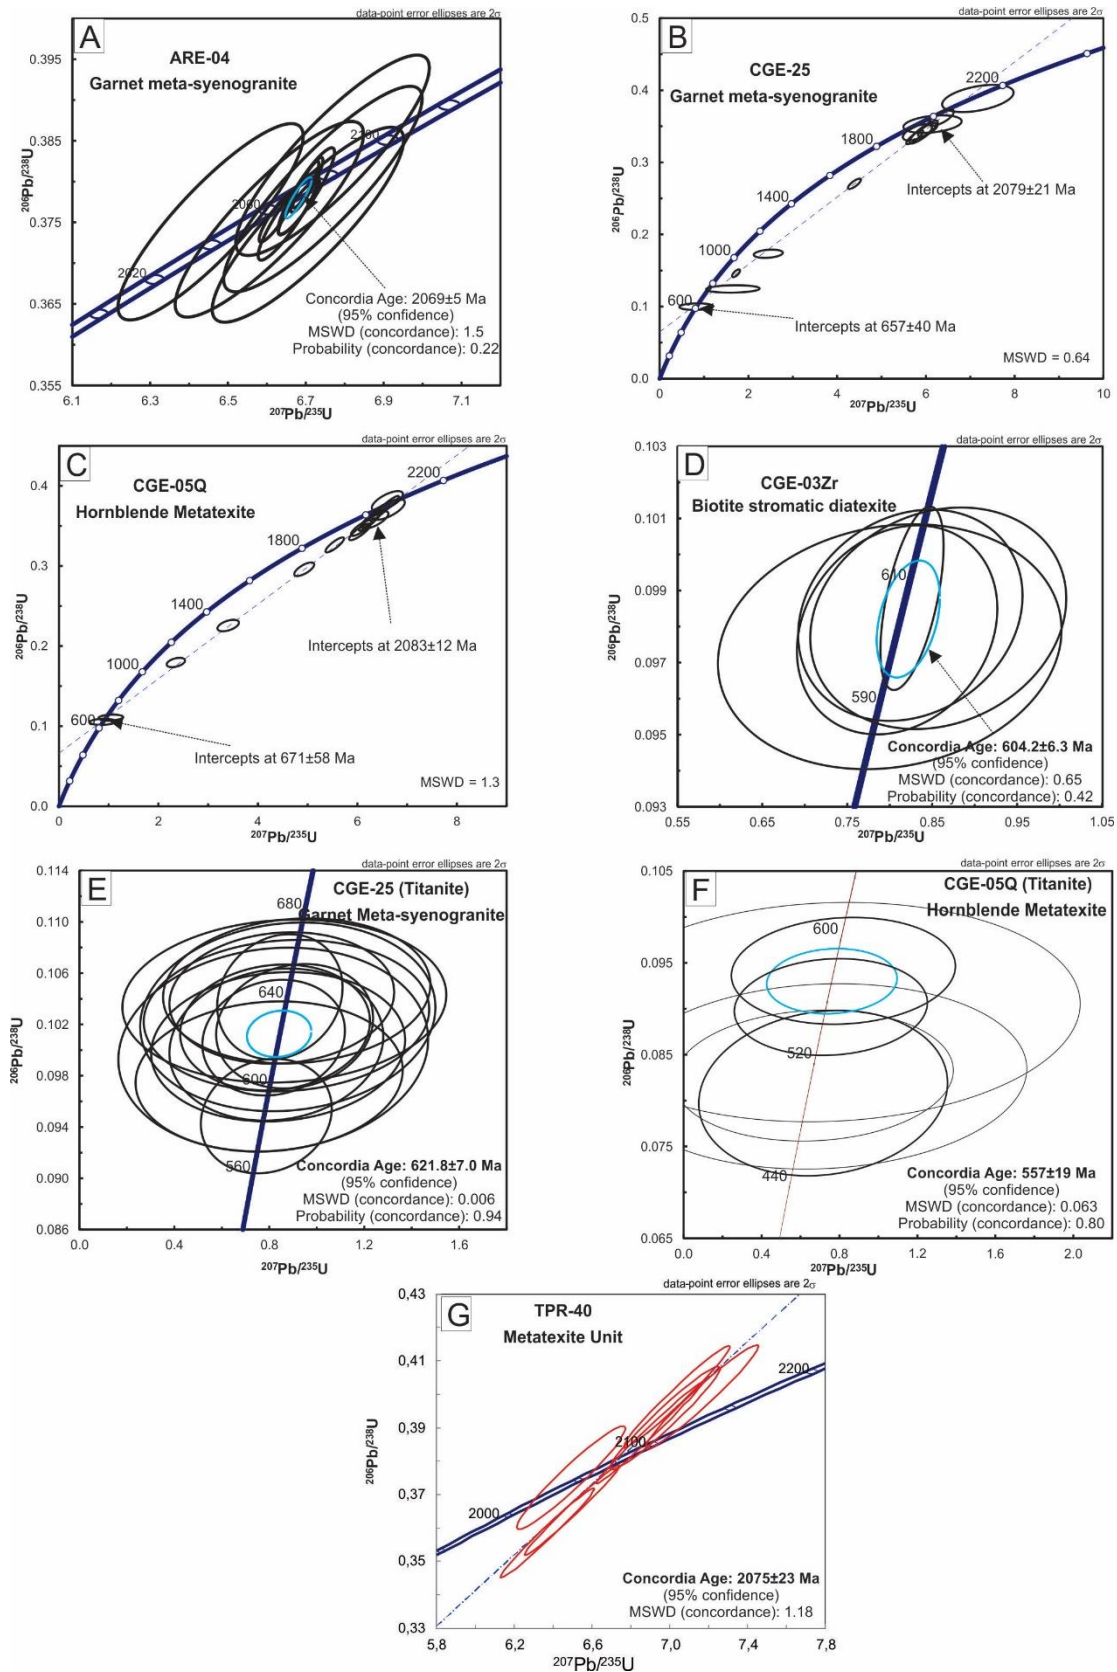 data-point error ellipses are 2σ
A
ARE-04
Garnet meta-syenogranite
0.395
0.385
0.375
0.365
0.355
206Pb/238U
2100
2060
2020
Concordia Age: 2069±5 Ma
(95% confidence)
MSWD (concordance): 1.5
Probability (concordance): 0.22
6.1 6.3 6.5 6.7 6.9 7.1
207Pb/235U
data-point error ellipses are 2σ
B
CGE-25
Garnet meta-syenogranite
0.5
0.4
0.3
0.2
0.1
0.0
206Pb/238U
2200
1800
1400
1000
600
Intercepts at 2079±21 Ma
Intercepts at 657±40 Ma
MSWD = 0.64
0 2 4 6 8 10
207Pb/235U
data-point error ellipses are 2σ
C
CGE-05Q
Hornblende Metatexite
0.4
0.3
0.2
0.1
0.0
206Pb/238U
2200
1800
1400
1000
600
Intercepts at 2083±12 Ma
Intercepts at 671±58 Ma
MSWD = 1.3
0 2 4 6 8
207Pb/235U
data-point error ellipses are 2σ
D
CGE-03Zr
Biotite stromatic diatexite
0.103
0.101
0.099
0.097
0.095
0.093
206Pb/238U
610
590
Concordia Age: 604.2±6.3 Ma
(95% confidence)
MSWD (concordance): 0.65
Probability (concordance): 0.42
0.55 0.65 0.75 0.85 0.95 1.05
207Pb/235U
data-point error ellipses are 2σ
E
CGE-25 (Titanite)
Garnet Meta-syenogranite
0.114
0.110
0.106
0.102
0.098
0.094
0.090
0.086
206Pb/238U
680
640
600
560
Concordia Age: 621.8±7.0 Ma
(95% confidence)
MSWD (concordance): 0.006
Probability (concordance): 0.94
0.0 0.4 0.8 1.2 1.6
207Pb/235U
data-point error ellipses are 2σ
F
CGE-05Q (Titanite)
Hornblende Metatexite
0.105
0.095
0.085
0.075
0.065
206Pb/238U
600
520
440
Concordia Age: 557±19 Ma
(95% confidence)
MSWD (concordance): 0.063
Probability (concordance): 0.80
0.0 0.4 0.8 1.2 1.6 2.0
207Pb/235U
data-point error ellipses are 2σ
G
TPR-40
Metatexite Unit
0,43
0,41
0,39
0,37
0,35
0,33
206Pb/238U
2200
2100
2000
Concordia Age: 2075±23 Ma
(95% confidence)
MSWD (concordance): 1.18
5,8 6,2 6,6 7,0 7,4 7,8
207Pb/235U